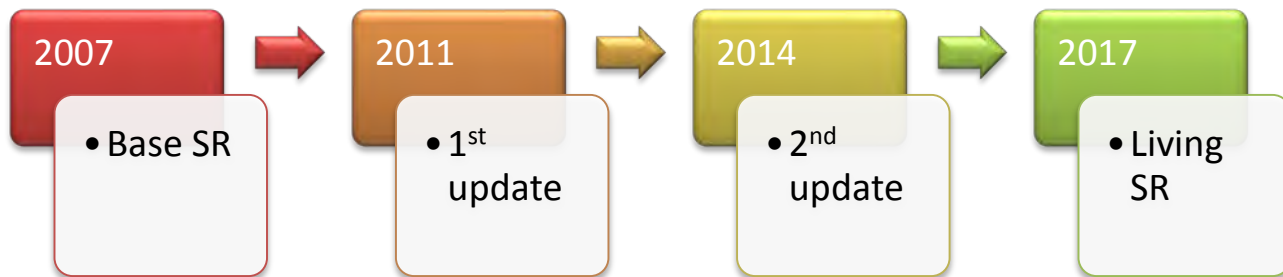 2007
• Base SR
2011
• 1st
update
2014
• 2nd
update
2017
• Living
SR